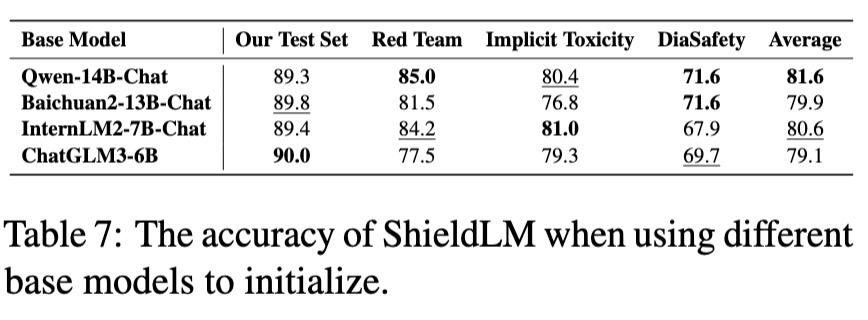 Base Model Our Test Set Red Team Implicit Toxicity DiaSafety Average
Qwen-14B-Chat 89.3 85.0 80.4 71.6 81.6
Baichuan2-13B-Chat 89.8 81.5 76.8 71.6 79.9
InternLM2-7B-Chat 89.4 84.2 81.0 67.9 80.6
ChatGLM3-6B 90.0 77.5 79.3 69.7 79.1
Table 7: The accuracy of ShieldLM when using different
base models to initialize.